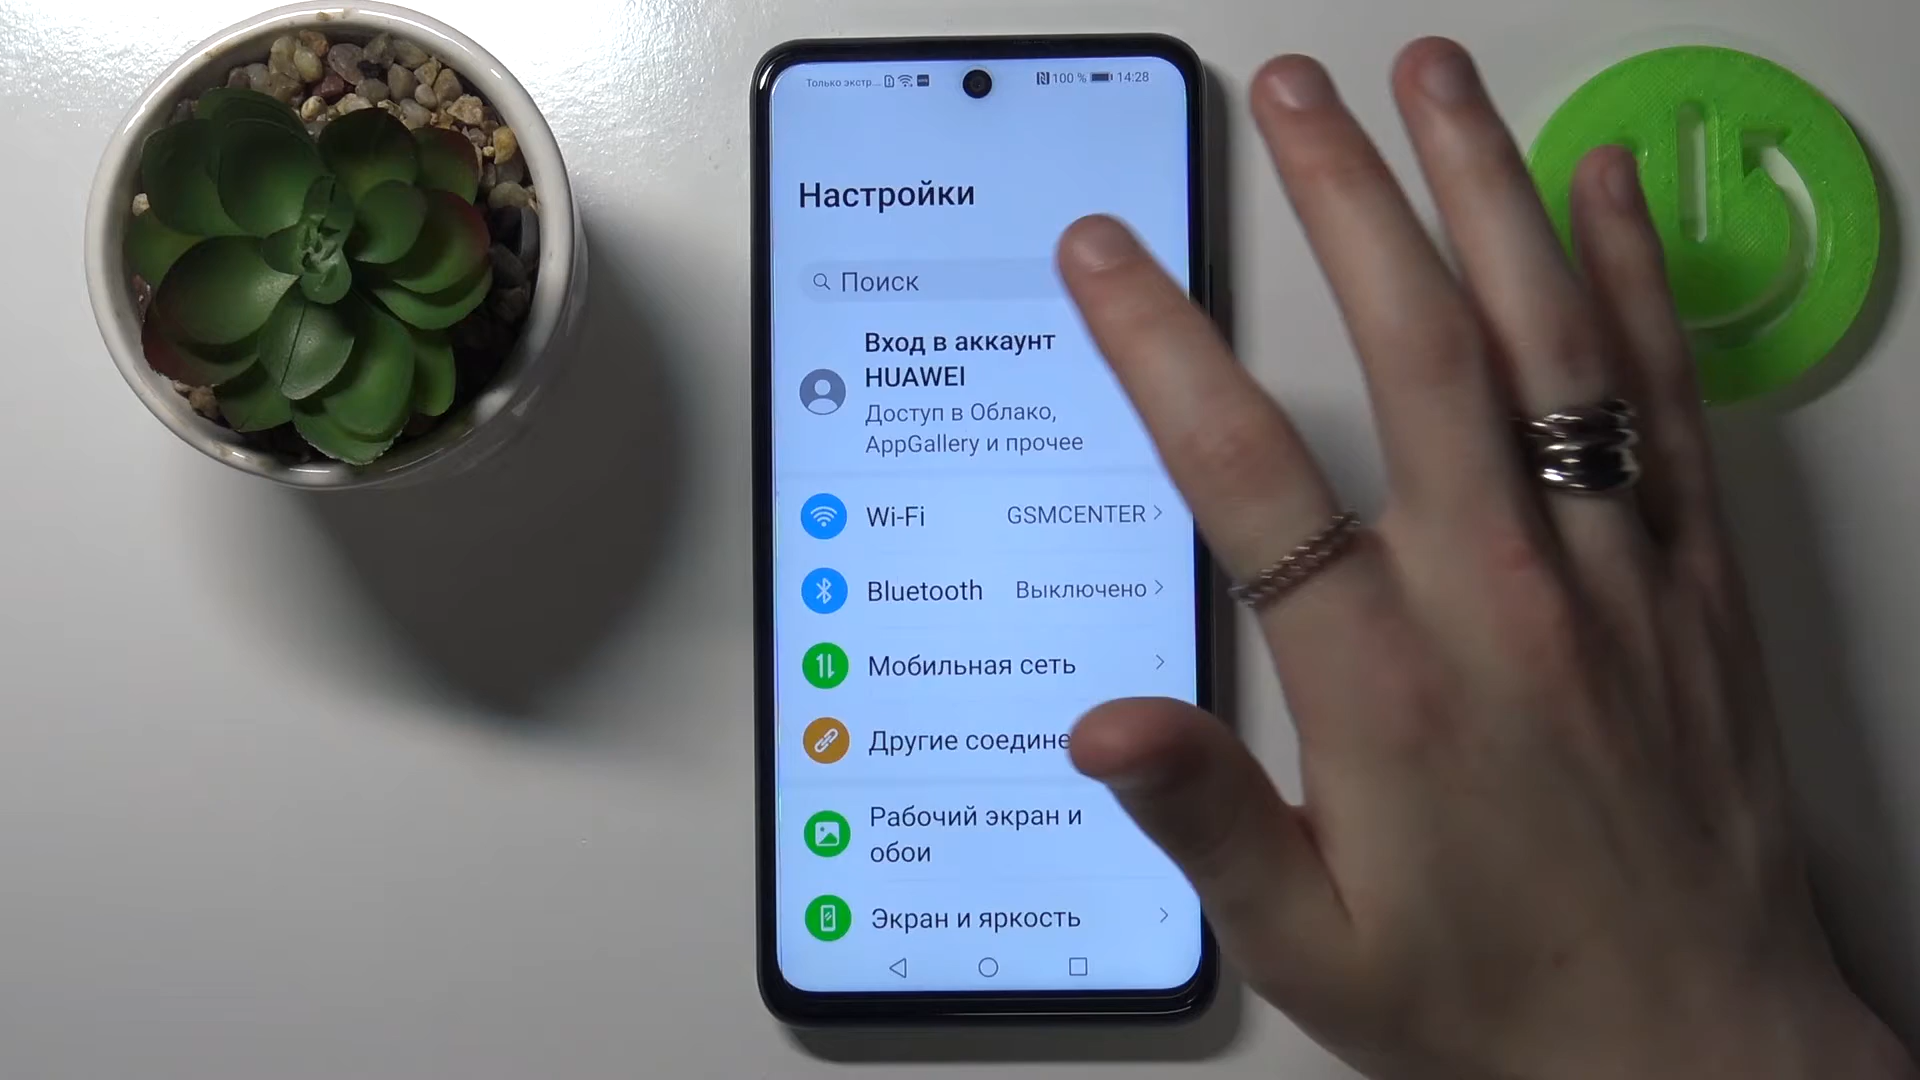 Только экстр... 100 % 14:28
Настройки
Поиск
Вход в аккаунт
HUAWEI
Доступ в Облако,
AppGallery и прочее
Wi-Fi GSMCENTER
Bluetooth Выключено
Мобильная сеть
Другие соедине
Рабочий экран и
обои
Экран и яркость